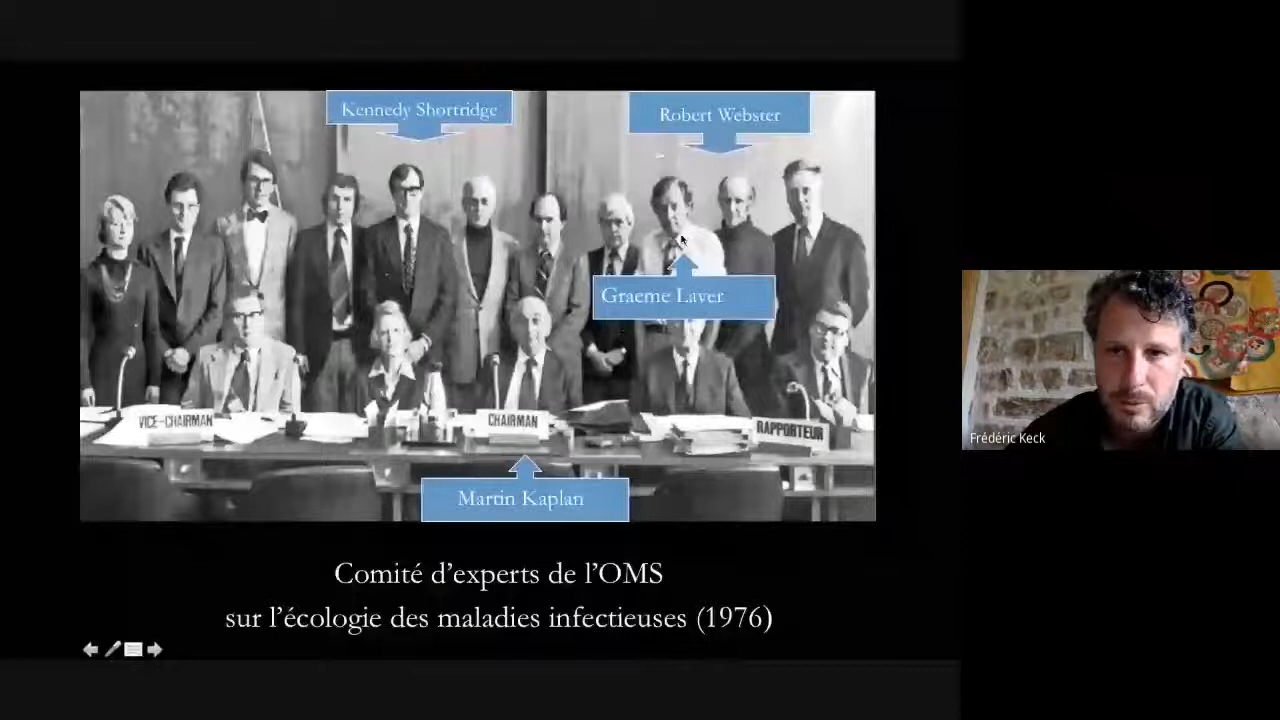 Kennedy Shortridge
Robert Webster
Graeme Laver
VICE-CHAIRMAN
CHAIRMAN
RAPPORTEUR
Martin Kaplan
Comité d'experts de l'OMS
sur l'écologie des maladies infectieuses (1976)
Frédéric Keck